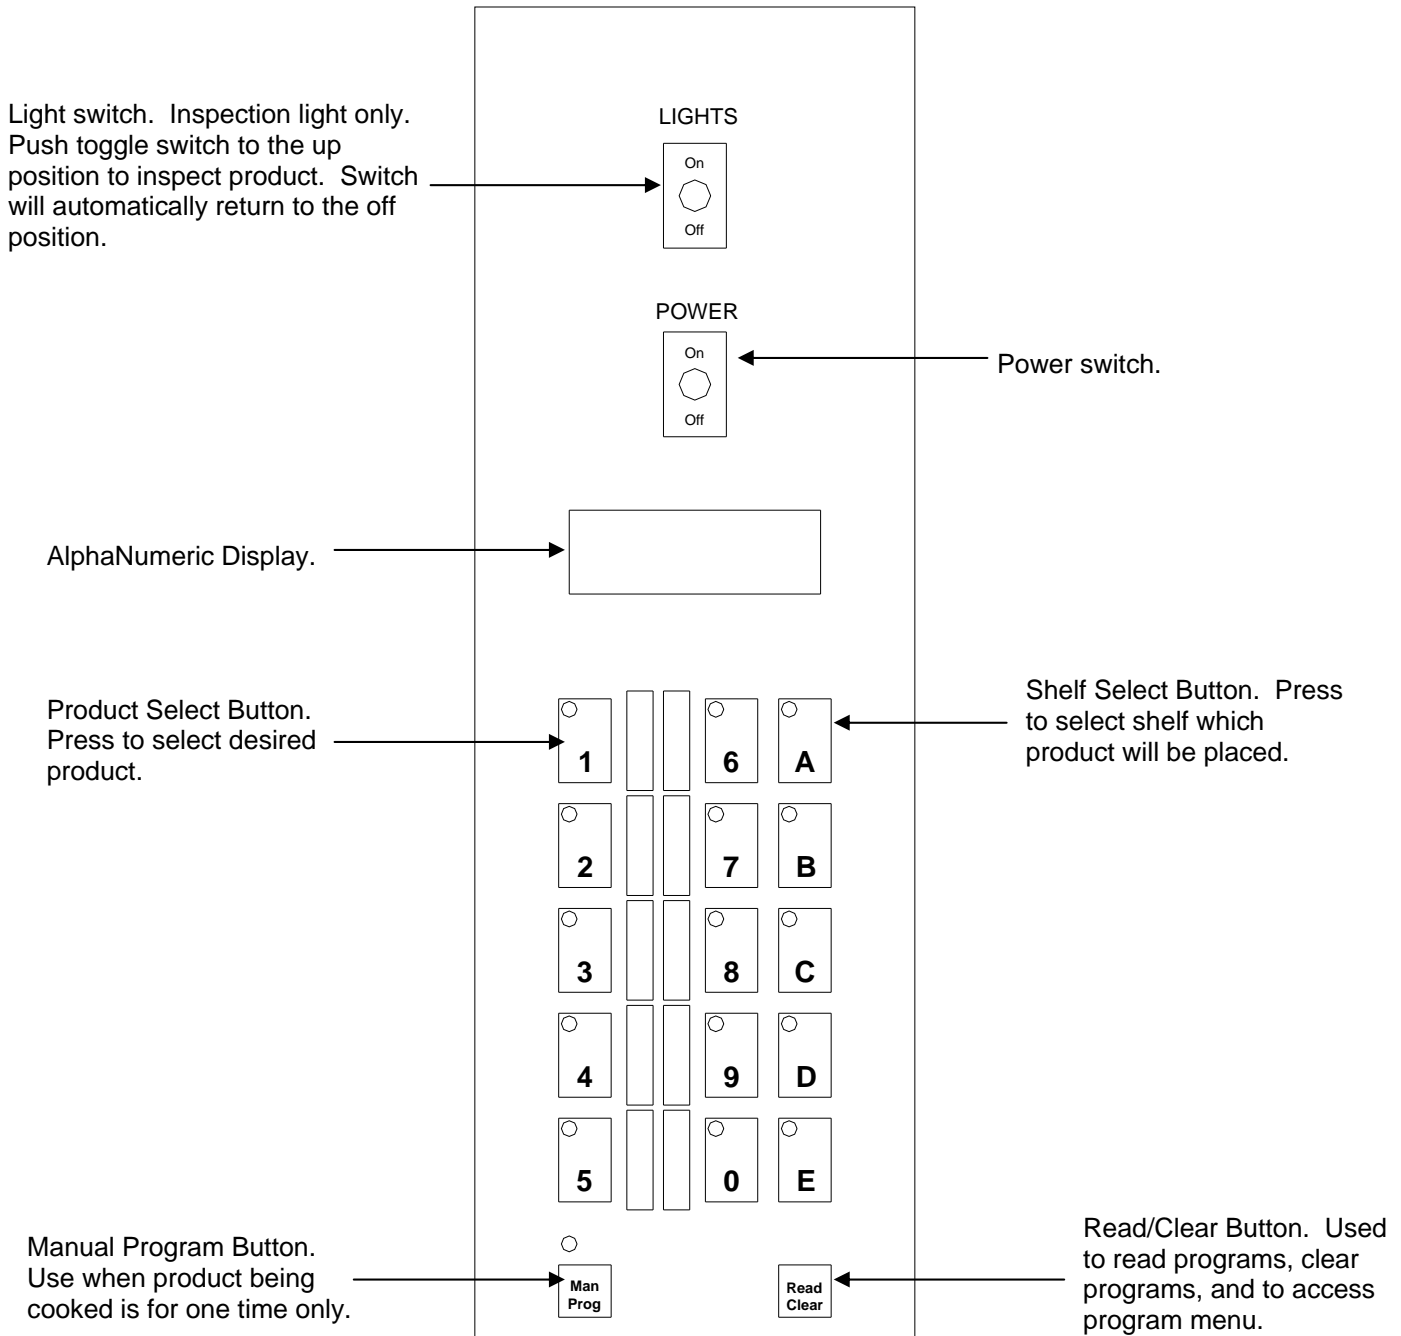 Light switch.  Inspection light only.
Push toggle switch to the up
position to inspect product.  Switch
will automatically return to the off
position.
LIGHTS
On
Off
POWER
On
Off
Power switch.
AlphaNumeric Display.
Product Select Button.
Press to select desired
product.
Shelf Select Button.  Press
to select shelf which
product will be placed.
1 6 A
2 7 B
3 8 C
4 9 D
5 0 E
Manual Program Button.
Use when product being
cooked is for one time only.
Man
Prog
Read
Clear
Read/Clear Button.  Used
to read programs, clear
programs, and to access
program menu.